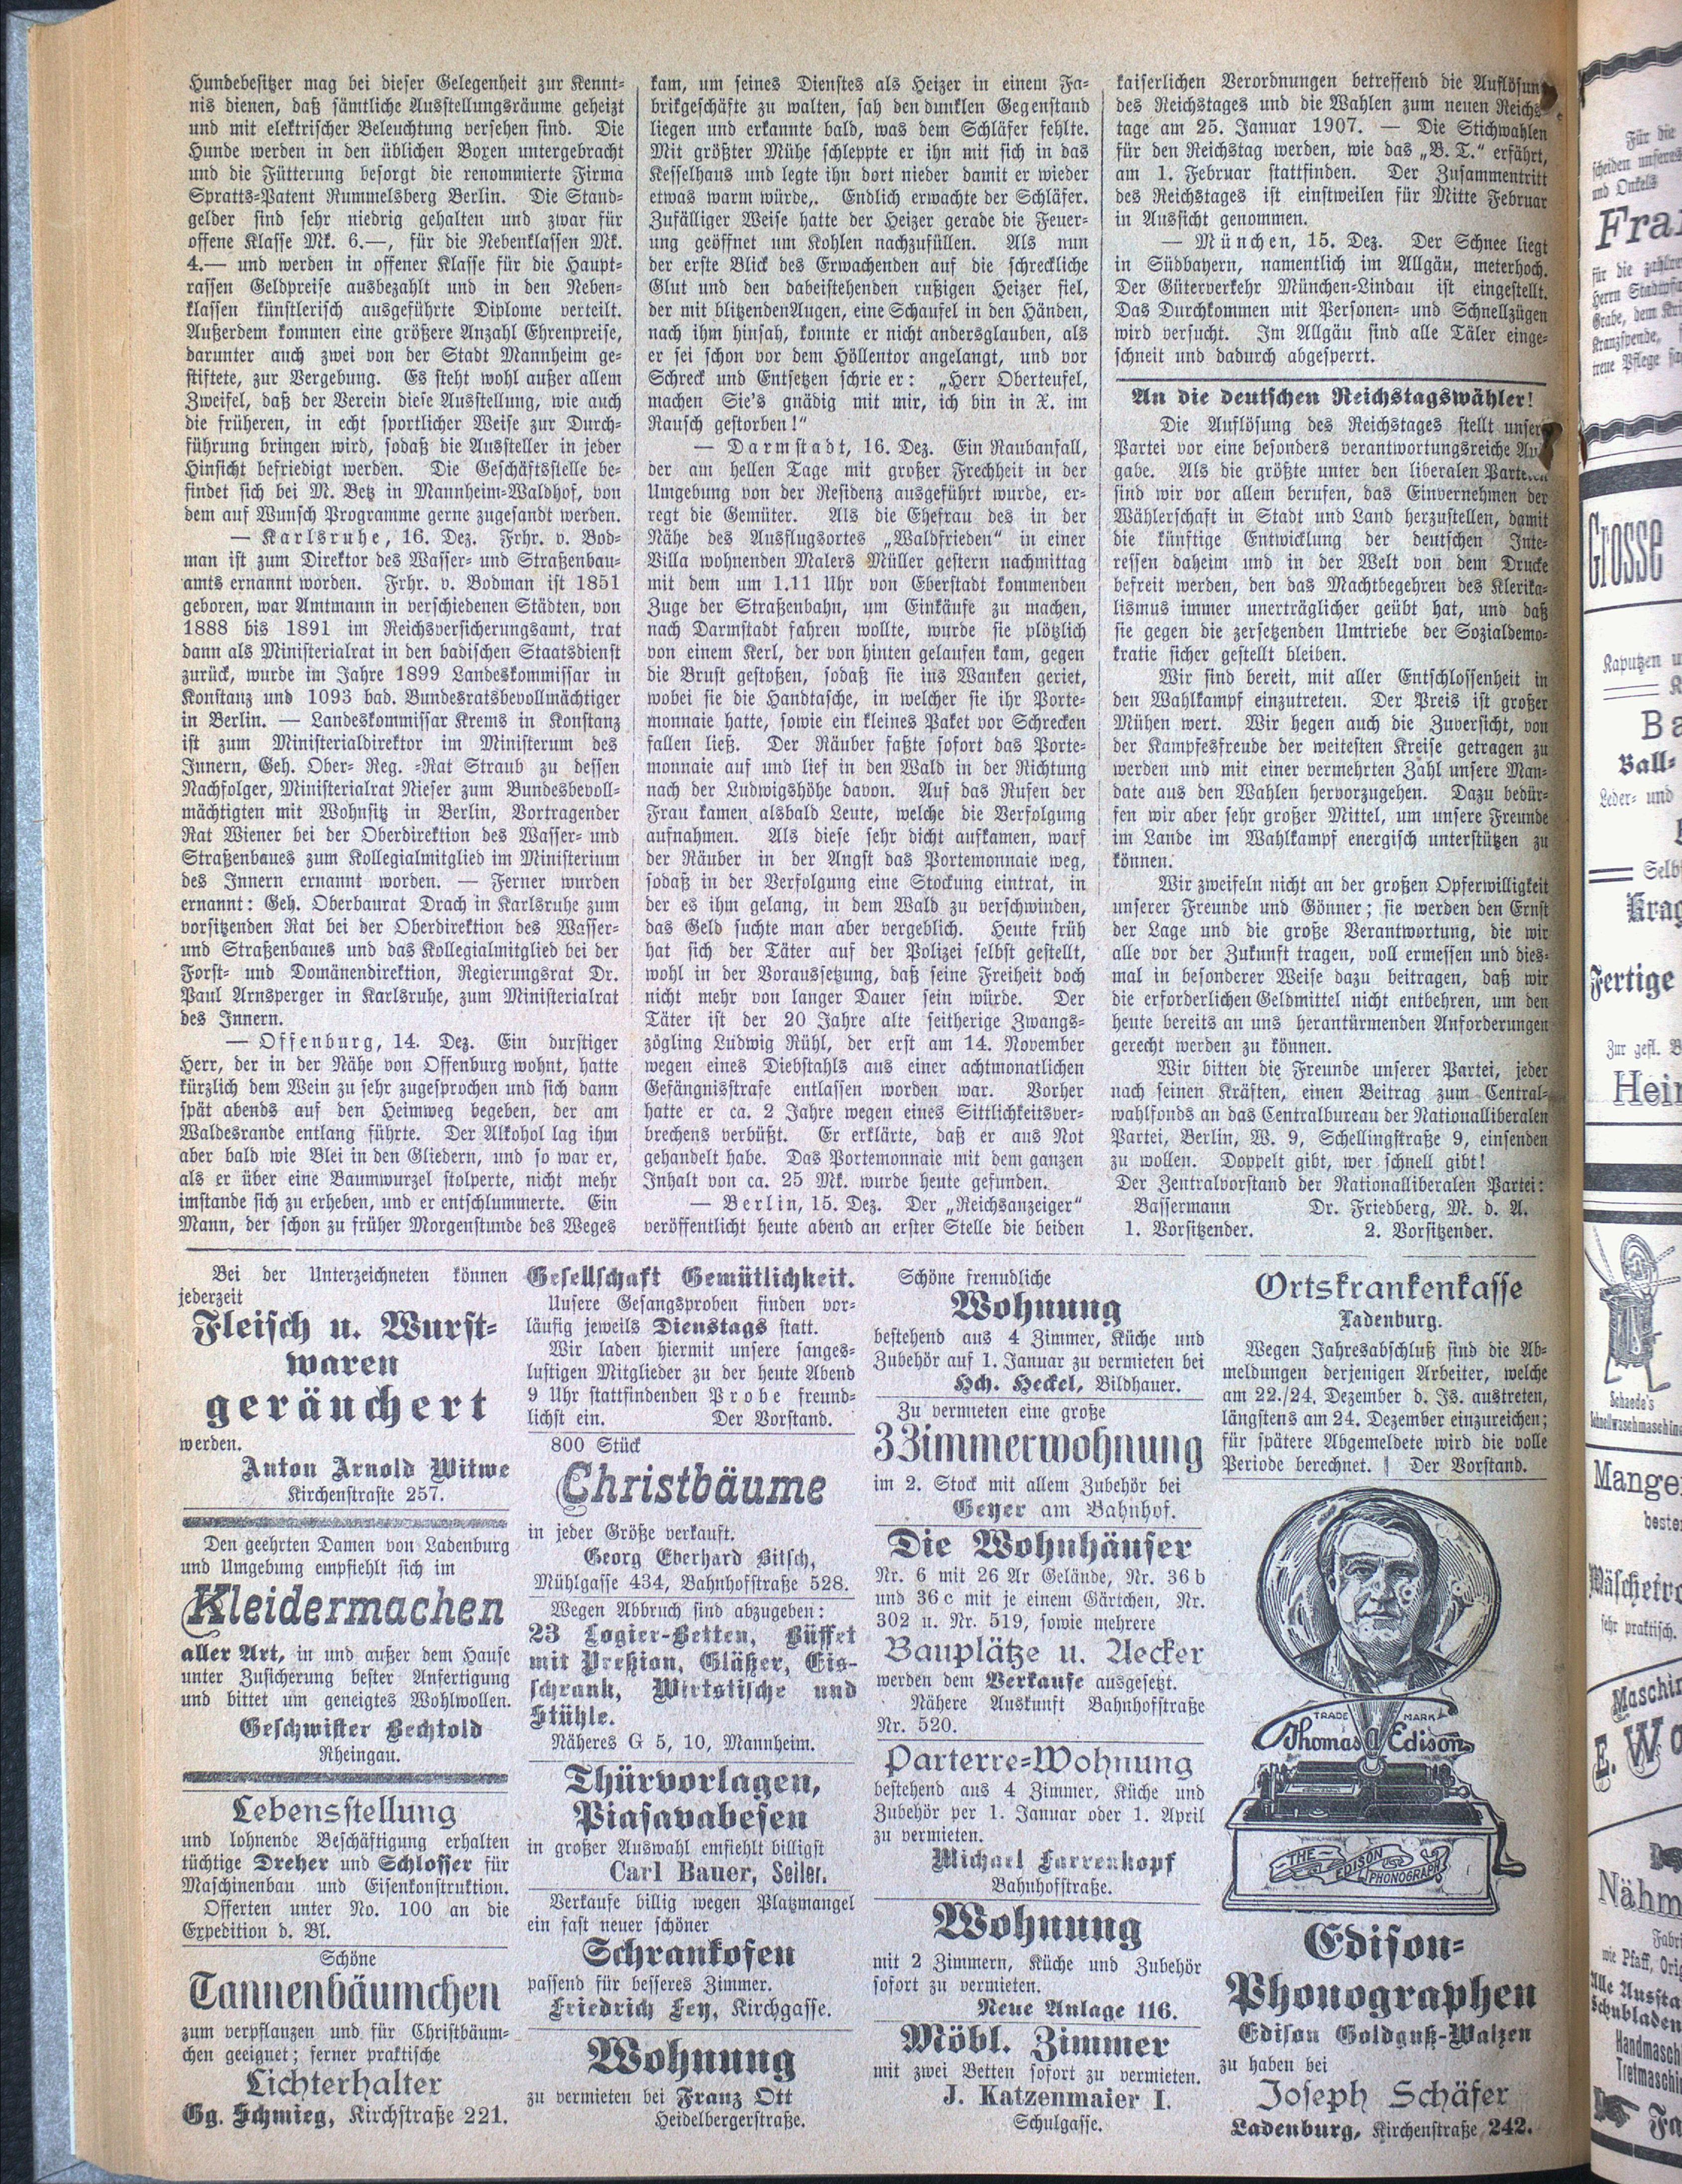 Hundebesitzer mag bei dieser Gelegenheit zur Kennt-
nis dienen, daß sämtliche Ausstellungsräume geheizt
und mit elektrischer Beleuchtung versehen sind. Die
Hunde werden in den üblichen Boxen untergebracht
und die Fütterung besorgt die renommierte Firma
Spratts-Patent Rummelsberg Berlin. Die Stand-
gelder sind sehr niedrig gehalten und zwar für
offene Klasse Mk. 6.—, für die Nebenklassen Mk.
4.— und werden in offener Klasse für die Haupt-
rassen Geldpreise ausbezahlt und in den Neben-
klassen künstlerisch ausgeführte Diplome verteilt.
Außerdem kommen eine größere Anzahl Ehrenpreise,
darunter auch zwei von der Stadt Mannheim ge-
stiftete, zur Vergebung. Es steht wohl außer allem
Zweifel, daß der Verein diese Ausstellung, wie auch
die früheren, in echt sportlicher Weise zur Durch-
führung bringen wird, sodaß die Aussteller in jeder
Hinsicht befriedigt werden. Die Geschäftsstelle be-
findet sich bei M. Betz in Mannheim-Waldhof, von
dem auf Wunsch Programme gerne zugesandt werden.
— Karlsruhe, 16. Dez. Frhr. v. Bod-
man ist zum Direktor des Wasser- und Straßenbau-
amts ernannt worden. Frhr. v. Bodman ist 1851
geboren, war Amtmann in verschiedenen Städten, von
1888 bis 1891 im Reichsversicherungsamt, trat
dann als Ministerialrat in den badischen Staatsdienst
zurück, wurde im Jahre 1899 Landeskommissar in
Konstanz und 1093 bad. Bundesratsbevollmächtiger
in Berlin. — Landeskommissar Krems in Konstanz
ist zum Ministerialdirektor im Ministerum des
Innern, Geh. Ober- Reg. -Rat Straub zu dessen
Nachfolger, Ministerialrat Nieser zum Bundesbevoll-
mächtigten mit Wohnsitz in Berlin, Vortragender
Rat Wiener bei der Oberdirektion des Wasser- und
Straßenbaues zum Kollegialmitglied im Ministerium
des Innern ernannt worden. — Ferner wurden
ernannt: Geh. Oberbaurat Drach in Karlsruhe zum
vorsitzenden Rat bei der Oberdirektion des Wasser-
und Straßenbaues und das Kollegialmitglied bei der
Forst- und Domänendirektion, Regierungsrat Dr.
Paul Arnsperger in Karlsruhe, zum Ministerialrat
des Innern.
— Offenburg, 14. Dez. Ein durstiger
Herr, der in der Nähe von Offenburg wohnt, hatte
kürzlich dem Wein zu sehr zugesprochen und sich dann
spät abends auf den Heimweg begeben, der am
Waldesrande entlang führte. Der Alkohol lag ihm
aber bald wie Blei in den Gliedern, und so war er,
als er über eine Baumwurzel stolperte, nicht mehr
imstande sich zu erheben, und er entschlummerte. Ein
Mann, der schon zu früher Morgenstunde des Weges
kam, um seines Dienstes als Heizer in einem Fa-
brikgeschäfte zu walten, sah den dunklen Gegenstand
liegen und erkannte bald, was dem Schläfer fehlte.
Mit größter Mühe schleppte er ihn mit sich in das
Kesselhaus und legte ihn dort nieder damit er wieder
etwas warm würde,. Endlich erwachte der Schläfer.
Zufälliger Weise hatte der Heizer gerade die Feuer-
ung geöffnet um Kohlen nachzufüllen. Als nun
der erste Blick des Erwachenden auf die schreckliche
Glut und den dabeistehenden rußigen Heizer fiel,
der mit blitzenden Augen, eine Schaufel in den Händen,
nach ihm hinsah, konnte er nicht anders glauben, als
er sei schon vor dem Höllentor angelangt, und vor
Schreck und Entsetzen schrie er: „Herr Oberteufel,
machen Sie's gnädig mit mir, ich bin in X. im
Rausch gestorben!“
— Darmstadt, 16. Dez. Ein Raubanfall,
der am hellen Tage mit großer Frechheit in der
Umgebung von der Residenz ausgeführt wurde, er-
regt die Gemüter. Als die Ehefrau des in der
Nähe des Ausflugsortes „Waldfrieden“ in einer
Villa wohnenden Malers Müller gestern nachmittag
mit dem um 1.11 Uhr von Eberstadt kommenden
Zuge der Straßenbahn, um Einkäufe zu machen,
nach Darmstadt fahren wollte, wurde sie plötzlich
von einem Kerl, der von hinten gelaufen kam, gegen
die Brust gestoßen, sodaß sie ins Wanken geriet,
wobei sie die Handtasche, in welcher sie ihr Porte-
monnaie hatte, sowie ein kleines Paket vor Schrecken
fallen ließ. Der Räuber faßte sofort das Porte-
monnaie auf und lief in den Wald in der Richtung
nach der Ludwigshöhe davon. Auf das Rufen der
Frau kamen alsbald Leute, welche die Verfolgung
aufnahmen. Als diese sehr dicht aufkamen, warf
der Räuber in der Angst das Portemonnaie weg,
sodaß in der Verfolgung eine Stockung eintrat, in
der es ihm gelang, in dem Wald zu verschwinden,
das Geld suchte man aber vergeblich. Heute früh
hat sich der Täter auf der Polizei selbst gestellt,
wohl in der Voraussetzung, daß seine Freiheit doch
nicht mehr von langer Dauer sein würde. Der
Täter ist der 20 Jahre alte seitherige Zwangs-
zögling Ludwig Rühl, der erst am 14. November
wegen eines Diebstahls aus einer achtmonatlichen
Gefängnisstrafe entlassen worden war. Vorher
hatte er ca. 2 Jahre wegen eines Sittlichkeitsver-
brechens verbüßt. Er erklärte, daß er aus Not
gehandelt habe. Das Portemonnaie mit dem ganzen
Inhalt von ca. 25 Mk. wurde heute gefunden.
— Berlin, 15. Dez. Der „Reichsanzeiger“
veröffentlicht heute abend an erster Stelle die beiden
kaiserlichen Verordnungen betreffend die Auflösung
des Reichstages und die Wahlen zum neuen Reichs-
tage am 25. Januar 1907. — Die Stichwahlen
für den Reichstag werden, wie das „B. T.“ erfährt,
am 1. Februar stattfinden. Der Zusammentritt
des Reichstages ist einstweilen für Mitte Februar
in Aussicht genommen.
— München, 15. Dez. Der Schnee liegt
in Südbayern, namentlich im Allgäu, meterhoch.
Der Güterverkehr München-Lindau ist eingestellt.
Das Durchkommen mit Personen- und Schnellzügen
wird versucht. Im Allgäu sind alle Täler einge-
schneit und dadurch abgesperrt.
An die deutschen Reichstagswähler!
Die Auflösung des Reichstages stellt unsere
Partei vor eine besonders verantwortungsreiche Auf-
gabe. Als die größte unter den liberalen Parteien
sind wir vor allem berufen, das Einvernehmen der
Wählerschaft in Stadt und Land herzustellen, damit
die künftige Entwicklung der deutschen Inte-
ressen daheim und in der Welt von dem Drucke
befreit werden, den das Machtbegehren des Klerika-
lismus immer unerträglicher geübt hat, und daß
sie gegen die zersetzenden Umtriebe der Sozialdemo-
kratie sicher gestellt bleiben.
Wir sind bereit, mit aller Entschlossenheit in
den Wahlkampf einzutreten. Der Preis ist großer
Mühen wert. Wir hegen auch die Zuversicht, von
der Kampfesfreude der weitesten Kreise getragen zu
werden und mit einer vermehrten Zahl unsere Man-
date aus den Wahlen hervorzugehen. Dazu bedür-
fen wir aber sehr großer Mittel, um unsere Freunde
im Lande im Wahlkampf energisch unterstützen zu
können.
Wir zweifeln nicht an der großen Opferwilligkeit
unserer Freunde und Gönner; sie werden den Ernst
der Lage und die große Verantwortung, die wir
alle vor der Zukunft tragen, voll ermessen und dies-
mal in besonderer Weise dazu beitragen, daß wir
die erforderlichen Geldmittel nicht entbehren, um den
heute bereits an uns herantürmenden Anforderungen
gerecht werden zu können.
Wir bitten die Freunde unserer Partei, jeder
nach seinen Kräften, einen Beitrag zum Central-
wahlfonds an das Centralbureau der Nationalliberalen
Partei, Berlin, W. 9, Schellingstraße 9, einsenden
zu wollen. Doppelt gibt, wer schnell gibt!
Der Zentralvorstand der Nationalliberalen Partei:
Bassermann Dr. Friedberg, M. d. A.
1. Vorsitzender. 2. Vorsitzender.
Bei der Unterzeichneten können
jederzeit
Fleisch u. Wurst-
waren
geräuchert
werden.
Anton Arnold Witwe
Kirchenstraste 257.
Den geehrten Damen von Ladenburg
und Umgebung empfiehlt sich im
Kleidermachen
aller Art, in und außer dem Hause
unter Zusicherung bester Anfertigung
und bittet um geneigtes Wohlwollen.
Geschwister Bechtold
Rheingau.
Lebensstellung
und lohnende Beschäftigung erhalten
tüchtige Dreher und Schlosser für
Maschinenbau und Eisenkonstruktion.
Offerten unter No. 100 an die
Expedition d. Bl.
Schöne
Tannenbäumchen
zum verpflanzen und für Christbäum-
chen geeignet; ferner praktische
Lichterhalter
Gg. Schmieg, Kirchstraße 221.
Gesellschaft Gemütlichkeit.
Unsere Gesangsproben finden vor-
läufig jeweils Dienstags statt.
Wir laden hiermit unsere sanges-
lustigen Mitglieder zu der heute Abend
9 Uhr stattfindenden Probe freund-
lichst ein. Der Vorstand.
800 Stück
Christbäume
in jeder Größe verkauft.
Georg Eberhard Bitsch,
Mühlgasse 434, Bahnhofstraße 528.
Wegen Abbruch sind abzugeben:
23 Logier-Betten, Büffet
mit Preßion, Gläßer, Eis-
schrank, Wirtstische und
Stühle.
Näheres G 5, 10, Mannheim.
Thürvorlagen,
Piasavabesen
in großer Auswahl emfiehlt billigst
Carl Bauer, Seiler.
Verkaufe billig wegen Platzmangel
ein fast neuer schöner
Schrankofen
passend für besseres Zimmer.
Friedrich Fey, Kirchgasse.
Wohnung
zu vermieten bei Franz Ott
Heidelbergerstraße.
Schöne freundliche
Wohnung
bestehend aus 4 Zimmer, Küche und
Zubehör auf 1. Januar zu vermieten bei
Hch. Heckel, Bildhauer.
Zu vermieten eine große
3 Zimmerwohnung
im 2. Stock mit allem Zubehör bei
Geyer am Bahnhof.
Die Wohnhäuser
Nr. 6 mit 26 Ar Gelände, Nr. 36 b
und 36 c mit je einem Gärtchen, Nr.
302 u. Nr. 519, sowie mehrere
Bauplätze u. Aecker
werden dem Verkaufe ausgesetzt.
Nähere Auskunft Bahnhofstraße
Nr. 520.
Parterre-Wohnung
bestehend aus 4 Zimmer, Küche und
Zubehör per 1. Januar oder 1. April
zu vermieten.
Michael Farrenkopf
Bahnhofstraße.
Wohnung
mit 2 Zimmern, Küche und Zubehör
sofort zu vermieten.
Neue Anlage 116.
Möbl. Zimmer
mit zwei Betten sofort zu vermieten.
J. Katzenmaier I.
Schulgasse.
Ortskrankenkasse
Ladenburg.
Wegen Jahresabschluß sind die Ab-
meldungen derjenigen Arbeiter, welche
am 22./24. Dezember d. Js. austreten,
längstens am 24. Dezember einzureichen;
für spätere Abgemeldete wird die volle
Periode berechnet. Der Vorstand.
TRADE MARK
Thomas A Edison
THE EDISON PHONOGRAPH
Edison-
Phonographen
Edison Goldguß-Walzen
zu haben bei
Joseph Schäfer
Ladenburg, Kirchenstraße 242.
Für die
scheiden unseres
und Onkels
für die
Herrn
Grabe, dem
Kranzspende,
treue Pflege
Grosse
Kaputzen
Ball-
Leder- und
Fertige
Zur gefl.
Schaede's
Schnellwaschmaschine
sehr praktisch.
wie Pfaff,
Schubladen